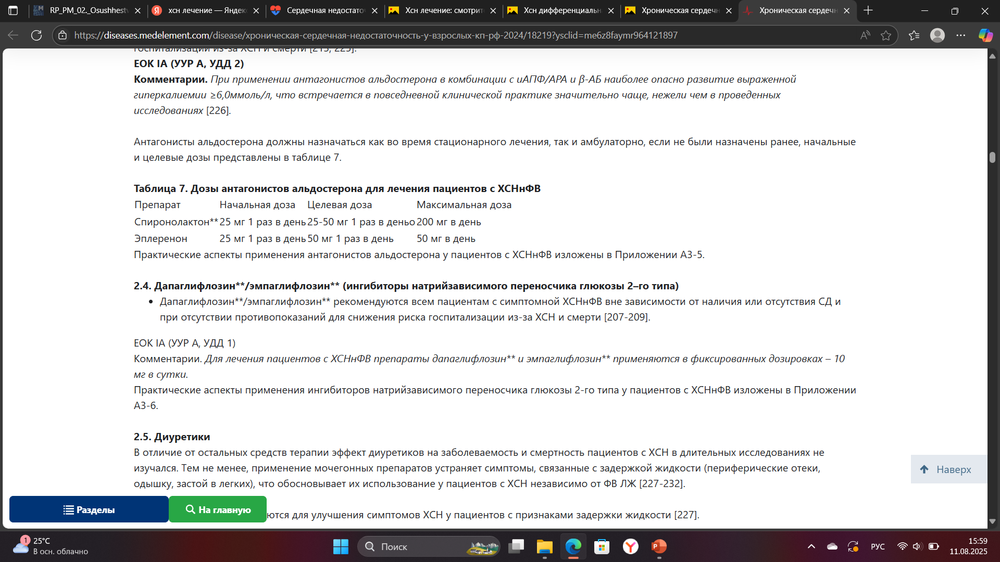 RP_PM_02._Osushhestv
хсн лечение — Яндекс
Сердечная недостаточ
Хсн лечение: смотрите
Хсн дифференциальн
Хроническая сердечн
Хроническая сердечн
https://diseases.medelement.com/disease/хроническая-сердечная-недостаточность-у-взрослых-кп-рф-2024/18219?ysclid=me6z8faymr964121897
госпитализации из-за ХСН и смерти [215, 225].
ЕОК IA (УУР А, УДД 2)
Комментарии. При применении антагонистов альдостерона в комбинации с иАПФ/АРА и β-АБ наиболее опасно развитие выраженной
гиперкалиемии ≥6,0ммоль/л, что встречается в повседневной клинической практике значительно чаще, нежели чем в проведенных
исследованиях [226].
Антагонисты альдостерона должны назначаться как во время стационарного лечения, так и амбулаторно, если не были назначены ранее, начальные
и целевые дозы представлены в таблице 7.
Таблица 7. Дозы антагонистов альдостерона для лечения пациентов с ХСНнФВ
Препарат Начальная доза Целевая доза Максимальная доза
Спиронолактон** 25 мг 1 раз в день 25-50 мг 1 раз в деньо 200 мг в день
Эплеренон 25 мг 1 раз в день 50 мг 1 раз в день 50 мг в день
Практические аспекты применения антагонистов альдостерона у пациентов с ХСНнФВ изложены в Приложении А3-5.
2.4. Дапаглифлозин**/эмпаглифлозин** (ингибиторы натрийзависимого переносчика глюкозы 2–го типа)
• Дапаглифлозин**/эмпаглифлозин** рекомендуются всем пациентам с симптомной ХСНнФВ вне зависимости от наличия или отсутствия СД и
при отсутствии противопоказаний для снижения риска госпитализации из-за ХСН и смерти [207-209].
ЕОК IA (УУР А, УДД 1)
Комментарии. Для лечения пациентов с ХСНнФВ препараты дапаглифлозин** и эмпаглифлозин** применяются в фиксированных дозировках – 10
мг в сутки.
Практические аспекты применения ингибиторов натрийзависимого переносчика глюкозы 2-го типа у пациентов с ХСНнФВ изложены в Приложении
А3-6.
2.5. Диуретики
В отличие от остальных средств терапии эффект диуретиков на заболеваемость и смертность пациентов с ХСН в длительных исследованиях не
изучался. Тем не менее, применение мочегонных препаратов устраняет симптомы, связанные с задержкой жидкости (периферические отеки,
одышку, застой в легких), что обосновывает их использование у пациентов с ХСН независимо от ФВ ЛЖ [227-232].
Наверх
Разделы
На главную
ются для улучшения симптомов ХСН у пациентов с признаками задержки жидкости [227].
1
25°C
В осн. облачно
Поиск
РУС
15:59
11.08.2025